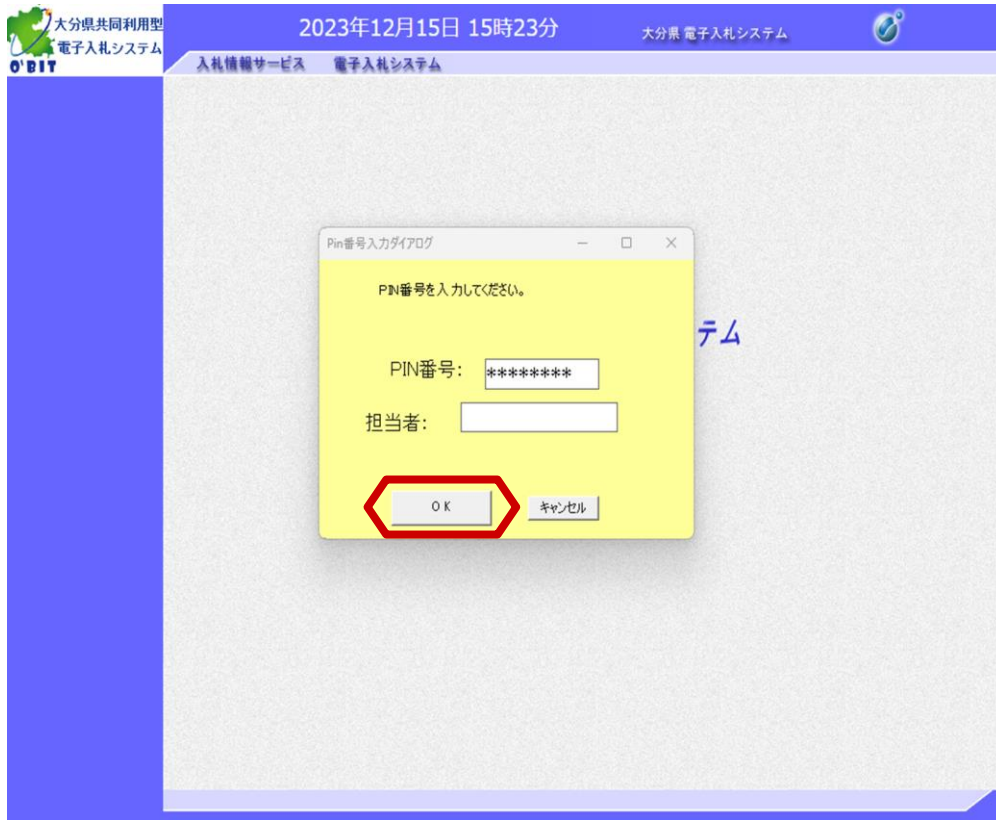 大分県共同利用型
電子入札システム
O'BIT
2023年12月15日 15時23分
大分県 電子入札システム
入札情報サービス 電子入札システム
Pin番号入力ダイアログ
PIN番号を入力してください。
テム
PIN番号: ********
担当者:
OK キャンセル